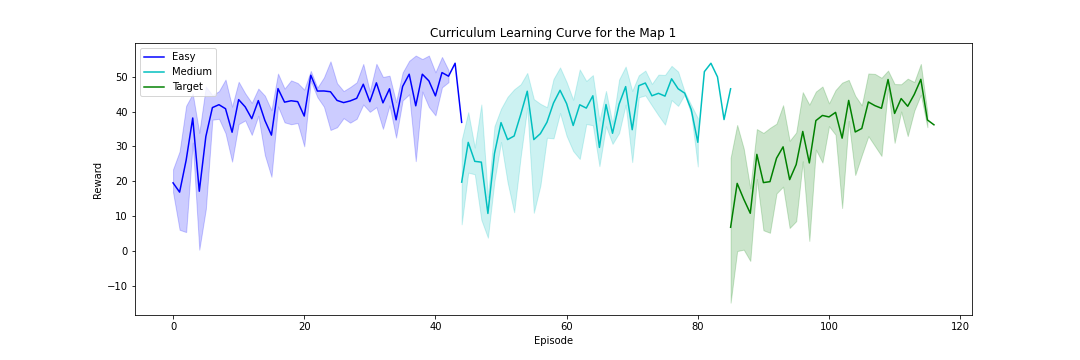 Curriculum Learning Curve for the Map 1
Easy
Medium
Target
Reward
50
40
30
20
10
0
−10
0
20
40
60
80
100
120
Episode